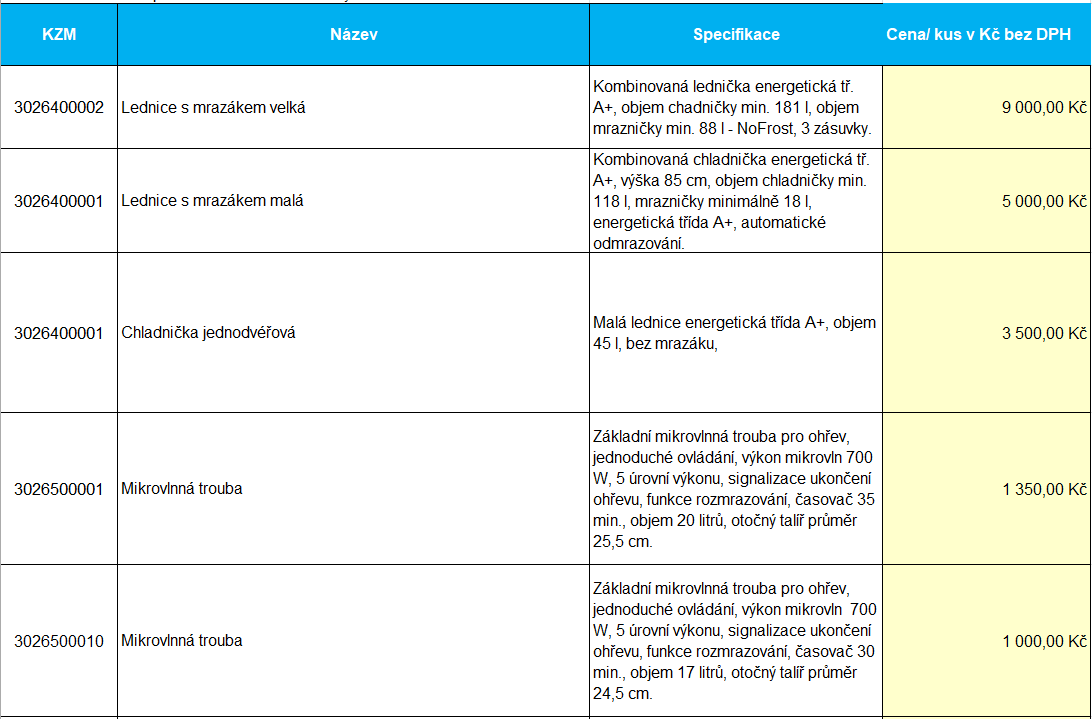 KZM Název Specifikace Cena/ kus v Kč bez DPH
3026400002 Lednice s mrazákem velká
Kombinovaná lednička energetická tř.
A+, objem chadničky min. 181 l, objem
mrazničky min. 88 l - NoFrost, 3 zásuvky.
9 000,00 Kč
3026400001 Lednice s mrazákem malá
Kombinovaná chladnička energetická tř.
A+, výška 85 cm, objem chladničky min.
118 l, mrazničky minimálně 18 l,
energetická třída A+, automatické
odmrazování.
5 000,00 Kč
3026400001 Chladnička jednodvéřová
Malá lednice energetická třída A+, objem
45 l, bez mrazáku,
3 500,00 Kč
3026500001 Mikrovlnná trouba
Základní mikrovlnná trouba pro ohřev,
jednoduché ovládání, výkon mikrovln 700
W, 5 úrovní výkonu, signalizace ukončení
ohřevu, funkce rozmrazování, časovač 35
min., objem 20 litrů, otočný talíř průměr
25,5 cm.
1 350,00 Kč
3026500010 Mikrovlnná trouba
Základní mikrovlnná trouba pro ohřev,
jednoduché ovládání, výkon mikrovln  700
W, 5 úrovní výkonu, signalizace ukončení
ohřevu, funkce rozmrazování, časovač 30
min., objem 17 litrů, otočný talíř průměr
24,5 cm.
1 000,00 Kč